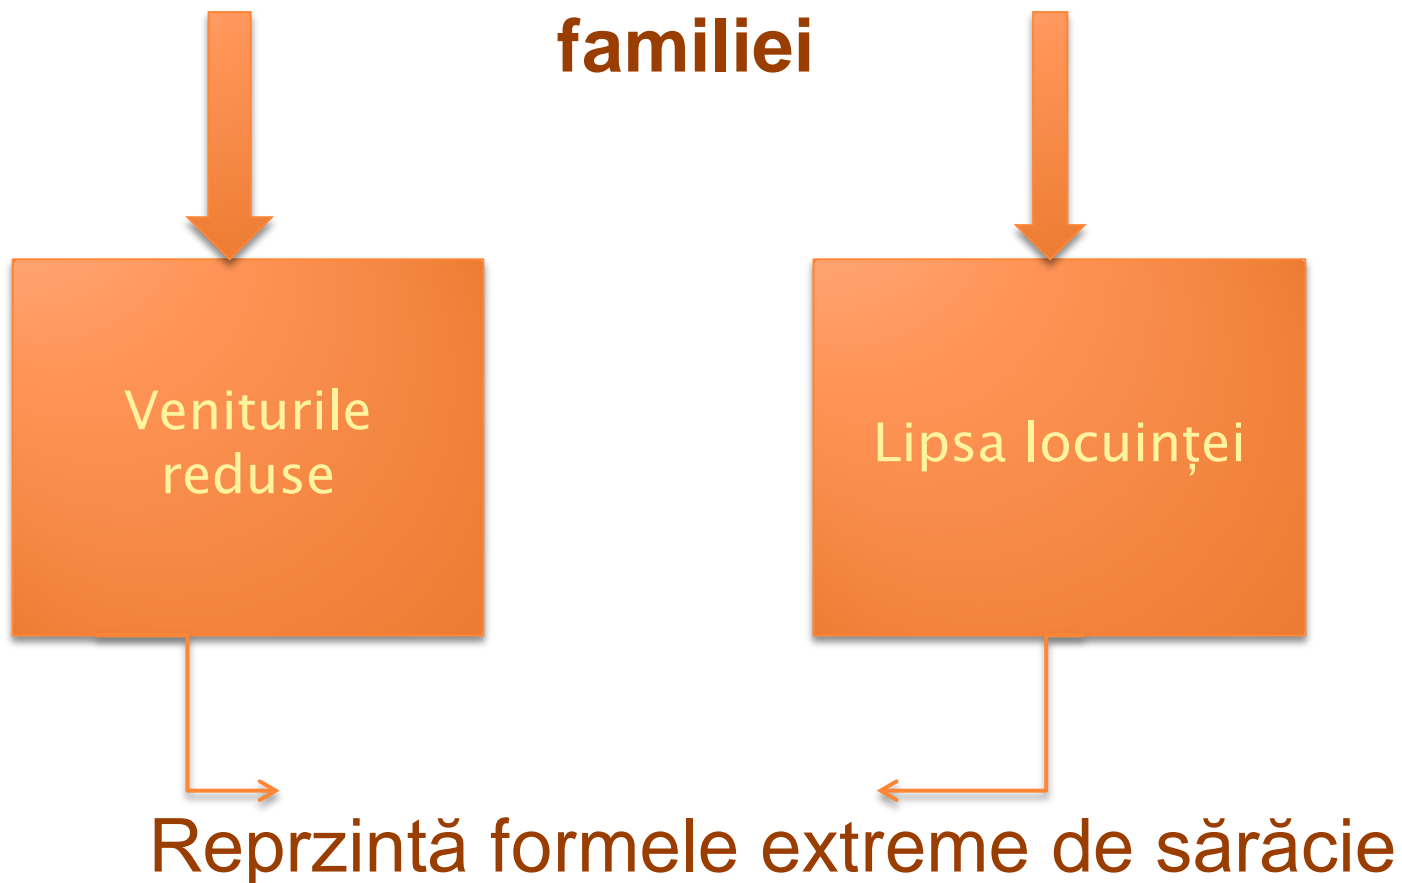 familiei
Veniturile
reduse
Lipsa locuinței
Reprzintă formele extreme de sărăcie